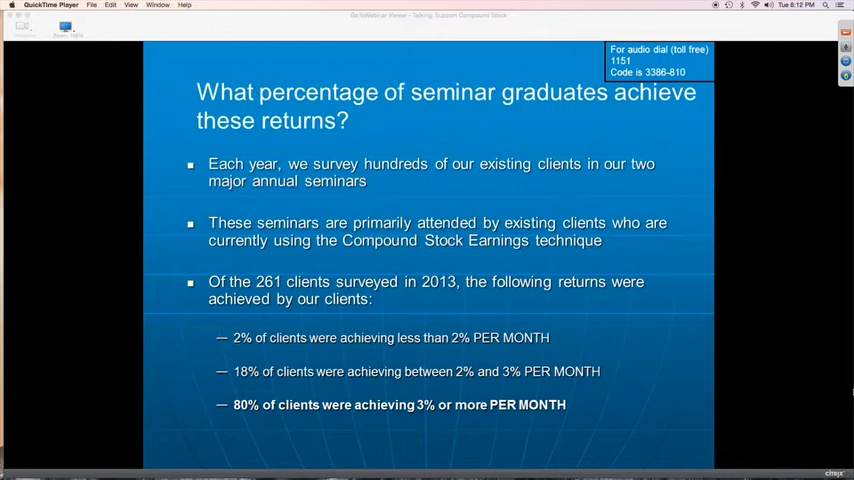 QuickTime Player File Edit View Window Help Tue 8:12 PM
GoToWebinar Viewer - Talking: Support Compound Stock
Zoom: 100%
For audio dial (toll free)
1151
Code is 3386-810
What percentage of seminar graduates achieve
these returns?
Each year, we survey hundreds of our existing clients in our two
major annual seminars
These seminars are primarily attended by existing clients who are
currently using the Compound Stock Earnings technique
Of the 261 clients surveyed in 2013, the following returns were
achieved by our clients:
— 2% of clients were achieving less than 2% PER MONTH
— 18% of clients were achieving between 2% and 3% PER MONTH
— 80% of clients were achieving 3% or more PER MONTH
CITRIX